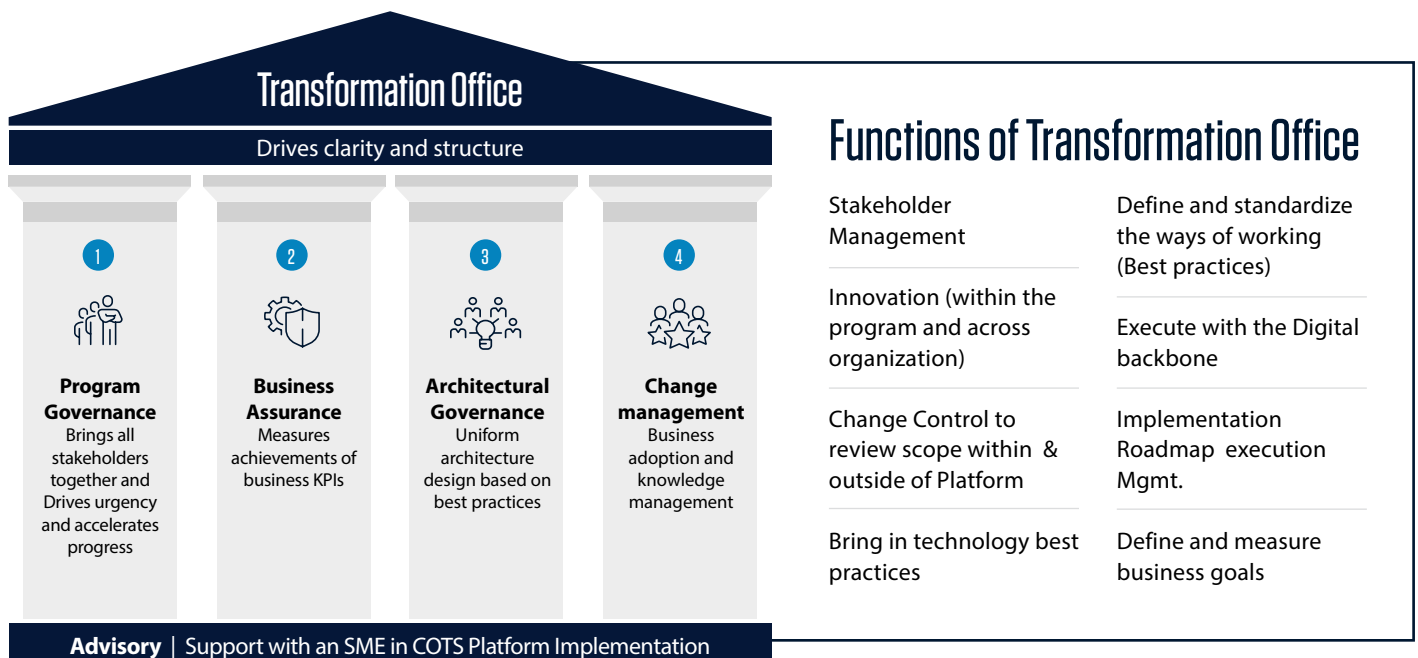 Transformation Office
Drives clarity and structure
1
Program
Governance
Brings all
stakeholders
together and
Drives urgency
and accelerates
progress
2
Business
Assurance
Measures
achievements of
business KPIs
3
Architectural
Governance
Uniform
architecture
design based on
best practices
4
Change
management
Business
adoption and
knowledge
management
Advisory | Support with an SME in COTS Platform Implementation
Functions of Transformation Office
Stakeholder
Management
Innovation (within the
program and across
organization)
Change Control to
review scope within &
outside of Platform
Bring in technology best
practices
Define and standardize
the ways of working
(Best practices)
Execute with the Digital
backbone
Implementation
Roadmap execution
Mgmt.
Define and measure
business goals